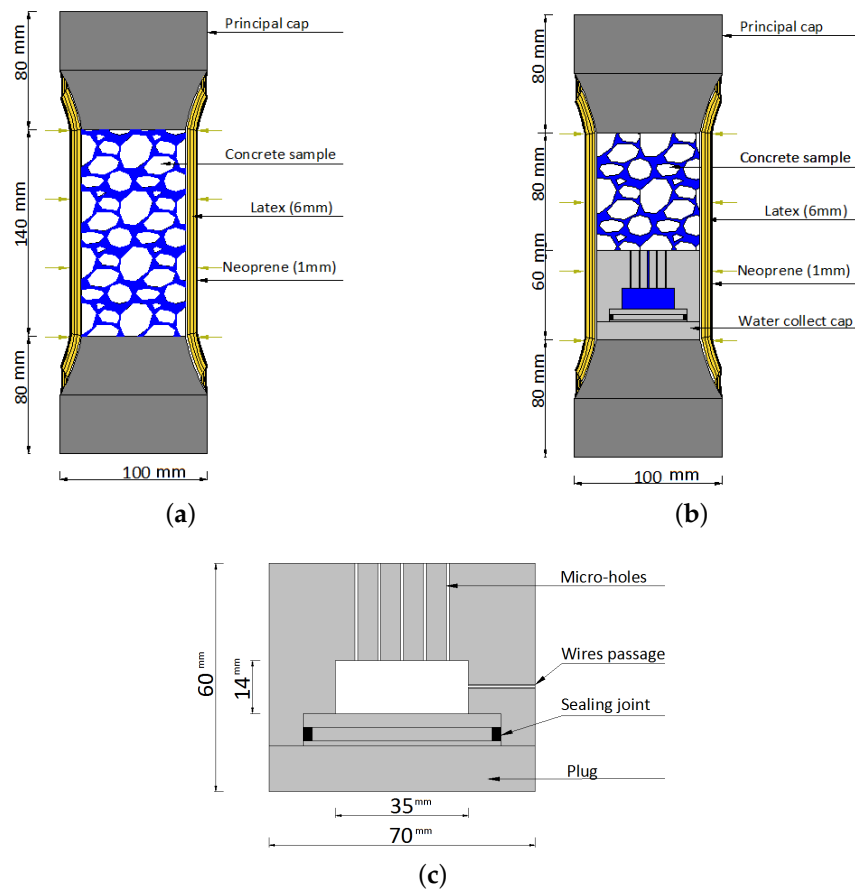 Principal cap
80 mm
Concrete sample
Latex (6mm)
140 mm
Neoprene (1mm)
80 mm
100 mm
(a)
Principal cap
80 mm
Concrete sample
80 mm
Latex (6mm)
60 mm
Neoprene (1mm)
Water collect cap
80 mm
100 mm
(b)
Micro-holes
Wires passage
60 mm
14 mm
Sealing joint
Plug
35 mm
70 mm
(c)